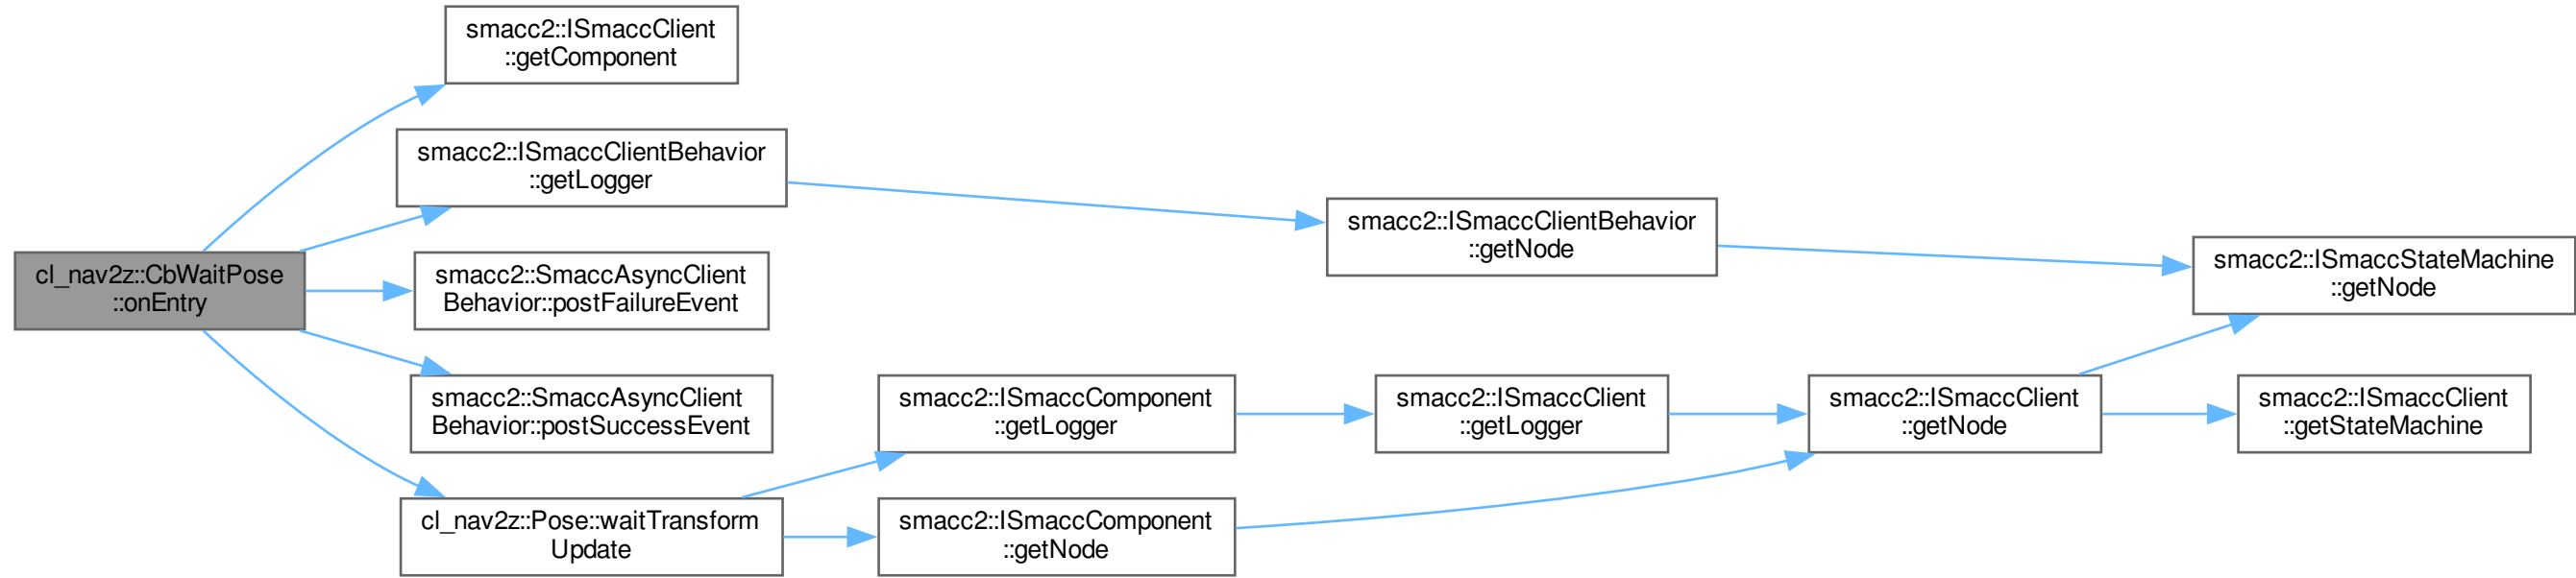 smacc2::ISmaccClient
::getComponent
smacc2::ISmaccClientBehavior
::getLogger
cl_nav2z::CbWaitPose
::onEntry
smacc2::SmaccAsyncClient
Behavior::postFailureEvent
smacc2::SmaccAsyncClient
Behavior::postSuccessEvent
cl_nav2z::Pose::waitTransform
Update
smacc2::ISmaccClientBehavior
::getNode
smacc2::ISmaccStateMachine
::getNode
smacc2::ISmaccComponent
::getLogger
smacc2::ISmaccClient
::getLogger
smacc2::ISmaccClient
::getNode
smacc2::ISmaccClient
::getStateMachine
smacc2::ISmaccComponent
::getNode